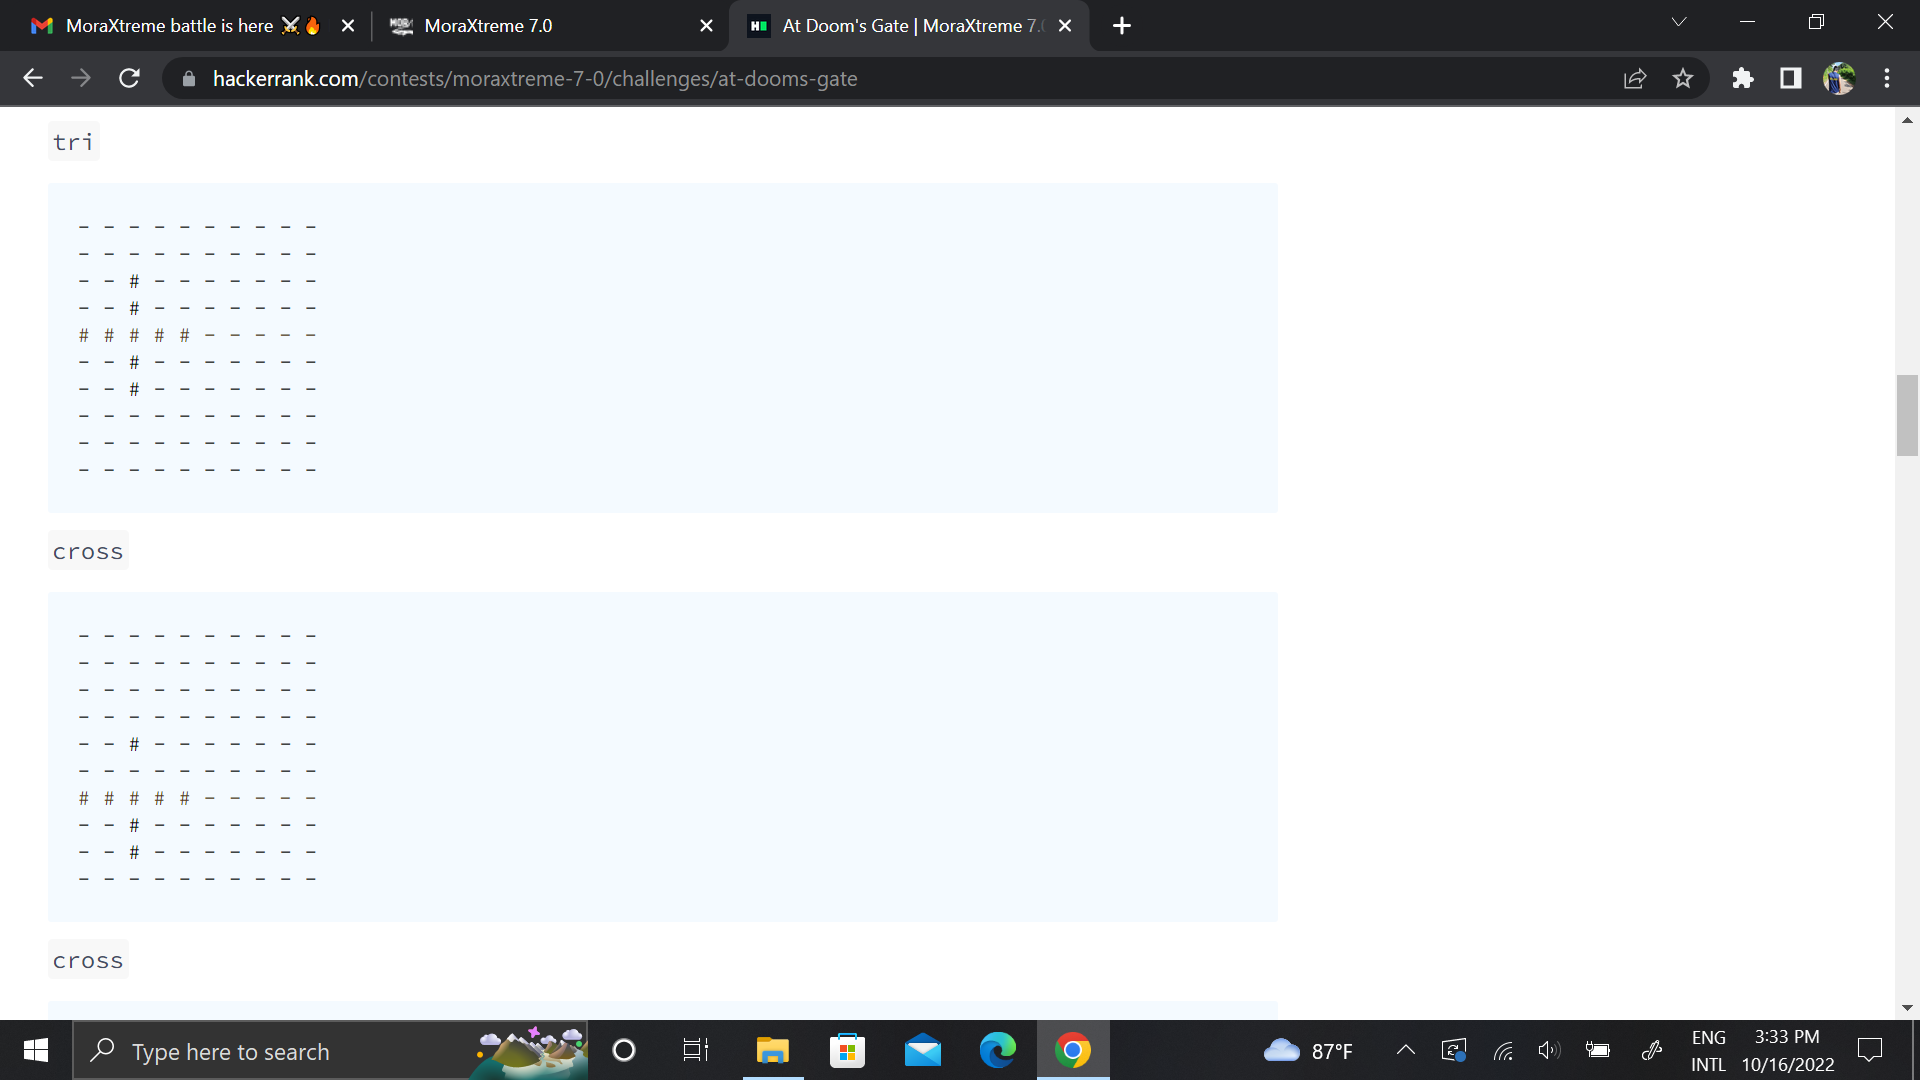 MoraXtreme battle is here ⚔️🔥
MoraXtreme 7.0
At Doom's Gate | MoraXtreme 7.0
hackerrank.com/contests/moraxtreme-7-0/challenges/at-dooms-gate
tri
- - - - - - - - - -
- - - - - - - - - -
- - # - - - - - - -
- - # - - - - - - -
# # # # # - - - - -
- - # - - - - - - -
- - # - - - - - - -
- - - - - - - - - -
- - - - - - - - - -
- - - - - - - - - -
cross
- - - - - - - - - -
- - - - - - - - - -
- - - - - - - - - -
- - - - - - - - - -
- - # - - - - - - -
- - - - - - - - - -
# # # # # - - - - -
- - # - - - - - - -
- - # - - - - - - -
- - - - - - - - - -
cross
Type here to search
87°F
ENG
INTL
3:33 PM
10/16/2022